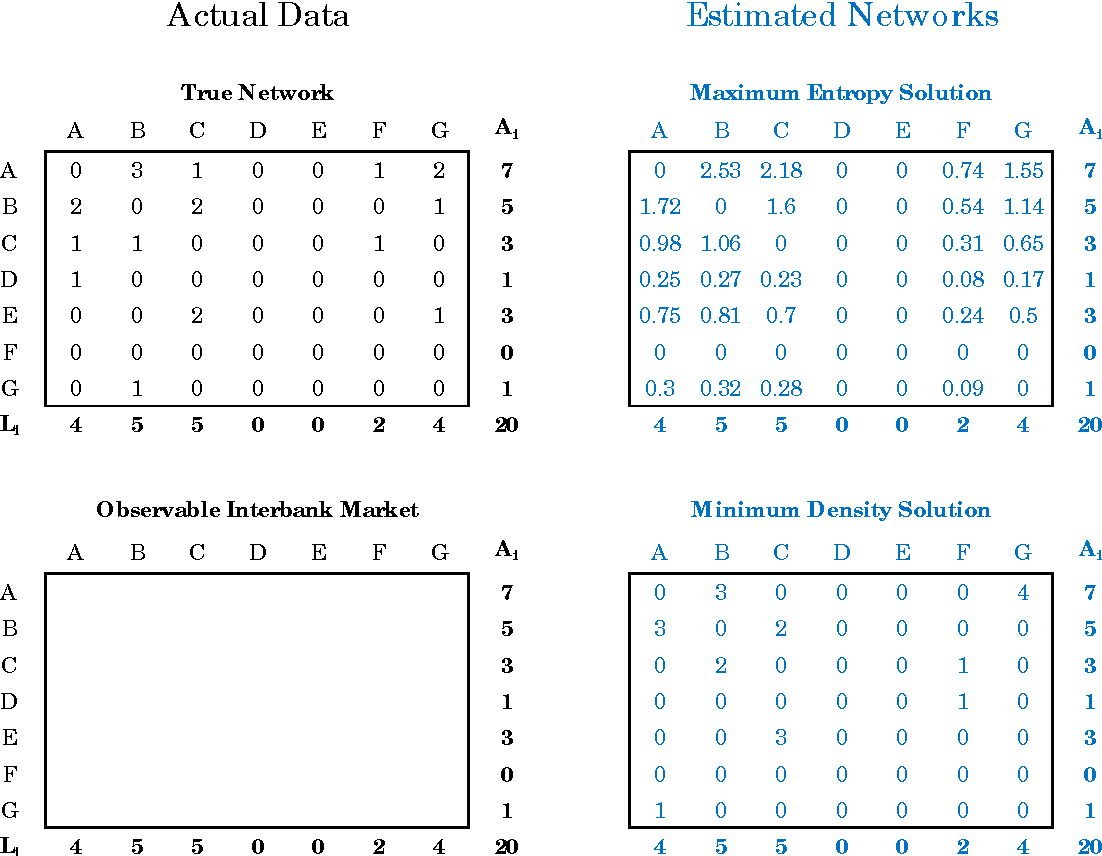 Actual Data
True Network
A B C D E F G A₁
A 0 3 1 0 0 1 2 7
B 2 0 2 0 0 0 1 5
C 1 1 0 0 0 1 0 3
D 1 0 0 0 0 0 0 1
E 0 0 2 0 0 0 1 3
F 0 0 0 0 0 0 0 0
G 0 1 0 0 0 0 0 1
L₁ 4 5 5 0 0 2 4 20
Estimated Networks
Maximum Entropy Solution
A B C D E F G A₁
0 2.53 2.18 0 0 0.74 1.55 7
1.72 0 1.6 0 0 0.54 1.14 5
0.98 1.06 0 0 0 0.31 0.65 3
0.25 0.27 0.23 0 0 0.08 0.17 1
0.75 0.81 0.7 0 0 0.24 0.5 3
0 0 0 0 0 0 0 0
0.3 0.32 0.28 0 0 0.09 0 1
4 5 5 0 0 2 4 20
Observable Interbank Market
A B C D E F G A₁
A 7
B 5
C 3
D 1
E 3
F 0
G 1
L₁ 4 5 5 0 0 2 4 20
Minimum Density Solution
A B C D E F G A₁
0 3 0 0 0 0 4 7
3 0 2 0 0 0 0 5
0 2 0 0 0 1 0 3
0 0 0 0 0 1 0 1
0 0 3 0 0 0 0 3
0 0 0 0 0 0 0 0
1 0 0 0 0 0 0 1
4 5 5 0 0 2 4 20